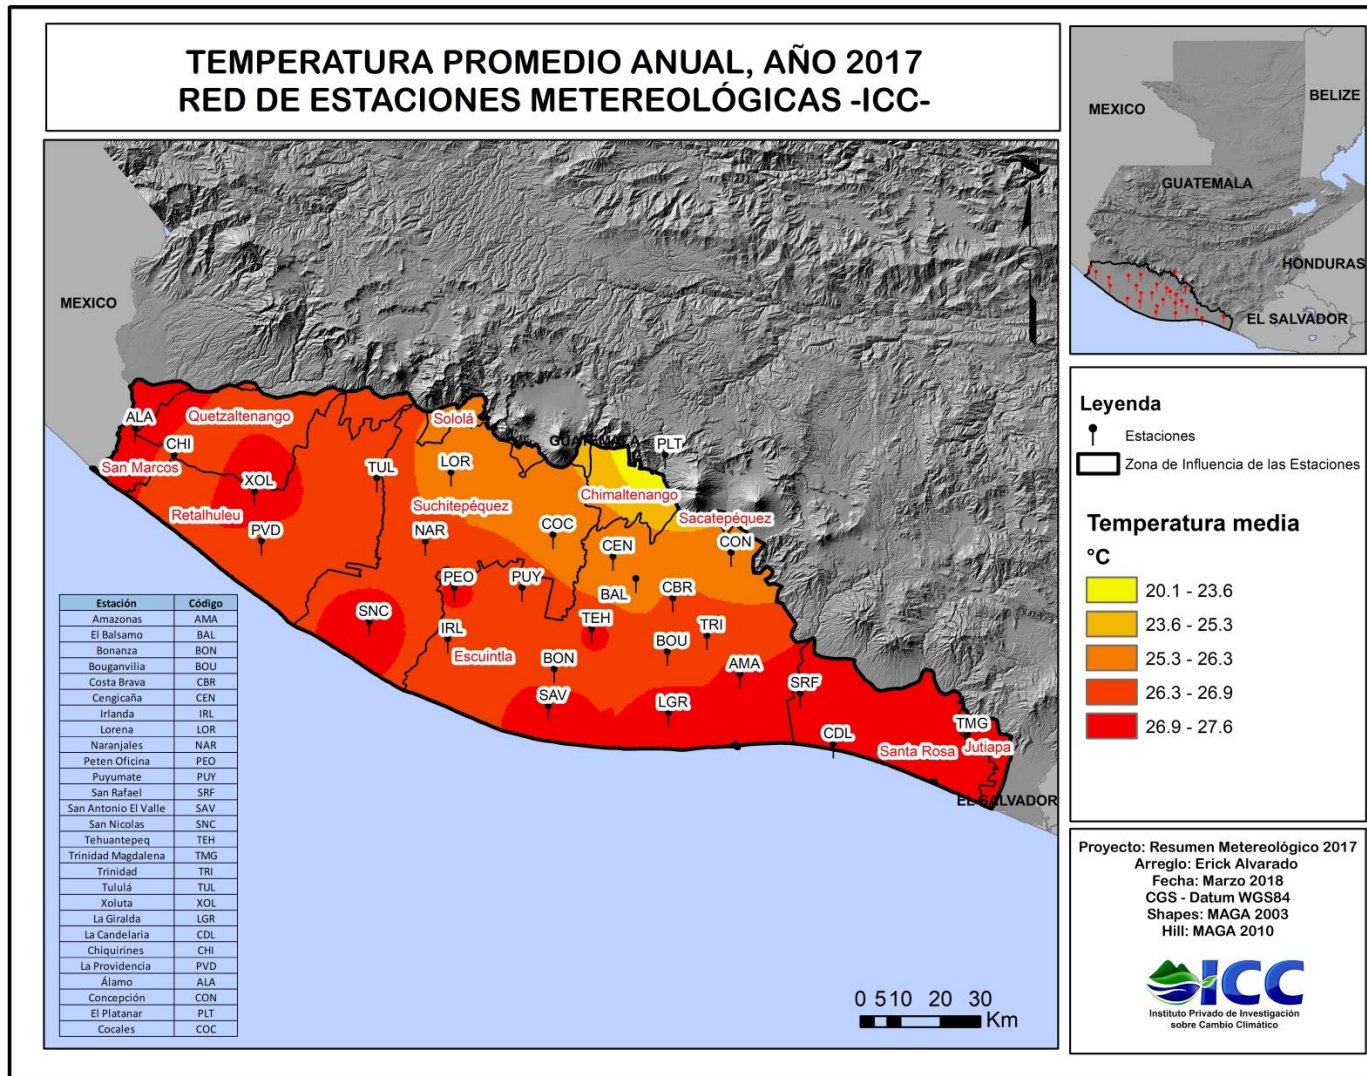 TEMPERATURA PROMEDIO ANUAL, AÑO 2017
RED DE ESTACIONES METEREOLÓGICAS -ICC-
MEXICO
BELIZE
GUATEMALA
HONDURAS
EL SALVADOR
MEXICO
GUATEMALA
EL SALVADOR
ALA
Quetzaltenango
Sololá
CHI
San Marcos
XOL
TUL
LOR
PLT
Chimaltenango
Retalhuleu
Suchitepéquez
Sacatepéquez
PVD
NAR
COC
CEN
CON
PEO
PUY
BAL
CBR
SNC
IRL
TEH
TRI
BOU
Escuintla
BON
AMA
SAV
LGR
SRF
CDL
TMG
Santa Rosa
Jutiapa
Estación Código
Amazonas AMA
El Balsamo BAL
Bonanza BON
Bouganvilia BOU
Costa Brava CBR
Cengicaña CEN
Irlanda IRL
Lorena LOR
Naranjales NAR
Peten Oficina PEO
Puyumate PUY
San Rafael SRF
San Antonio El Valle SAV
San Nicolas SNC
Tehuantepeq TEH
Trinidad Magdalena TMG
Trinidad TRI
Tululá TUL
Xoluta XOL
La Giralda LGR
La Candelaria CDL
Chiquirines CHI
La Providencia PVD
Álamo ALA
Concepción CON
El Platanar PLT
Cocales COC
0 5 10 20 30
Km
Leyenda
Estaciones
Zona de Influencia de las Estaciones
Temperatura media
°C
20.1 - 23.6
23.6 - 25.3
25.3 - 26.3
26.3 - 26.9
26.9 - 27.6
Proyecto: Resumen Metereológico 2017
Arreglo: Erick Alvarado
Fecha: Marzo 2018
CGS - Datum WGS84
Shapes: MAGA 2003
Hill: MAGA 2010
ICC
Instituto Privado de Investigación
sobre Cambio Climático